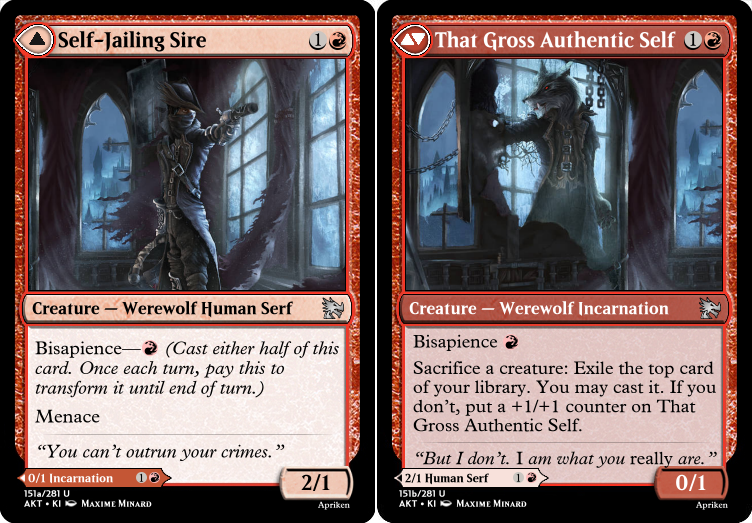 Self-Jailing Sire 1
Creature — Werewolf Human Serf
Bisapience— (Cast either half of this
card. Once each turn, pay this to
transform it until end of turn.)
Menace
“You can’t outrun your crimes.”
0/1 Incarnation 1
2/1
151a/281 U
AKT • KI Maxime Minard
Apriken
That Gross Authentic Self 1
Creature — Werewolf Incarnation
Bisapience
Sacrifice a creature: Exile the top card
of your library. You may cast it. If you
don’t, put a +1/+1 counter on That
Gross Authentic Self.
“But I don’t. I am what you really are.”
2/1 Human Serf 1
0/1
151b/281 U
AKT • KI Maxime Minard
Apriken